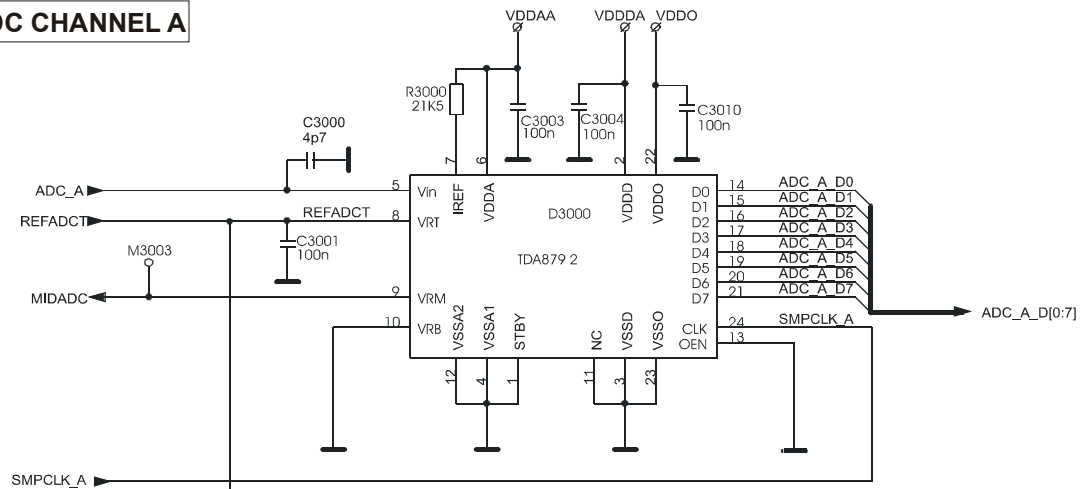 DC CHANNEL A
VDDAA
VDDDA
VDDO
R3000
21K5
C3003
100n
C3004
100n
C3010
100n
C3000
4p7
7
6
2
22
ADC_A
5
Vin
IREF
VDDA
VDDD
VDDO
D0
14
ADC_A_D0
D1
15
ADC_A_D1
REFADCT
REFADCT
8
VRT
D3000
D2
16
ADC_A_D2
D3
17
ADC_A_D3
C3001
100n
D4
18
ADC_A_D4
M3003
TDA879 2
D5
19
ADC_A_D5
D6
20
ADC_A_D6
MIDADC
9
VRM
D7
21
ADC_A_D7
ADC_A_D[0:7]
10
VRB
VSSA2
VSSA1
STBY
NC
VSSD
VSSO
CLK
24
SMPCLK_A
OEN
13
12
4
1
11
3
23
SMPCLK_A